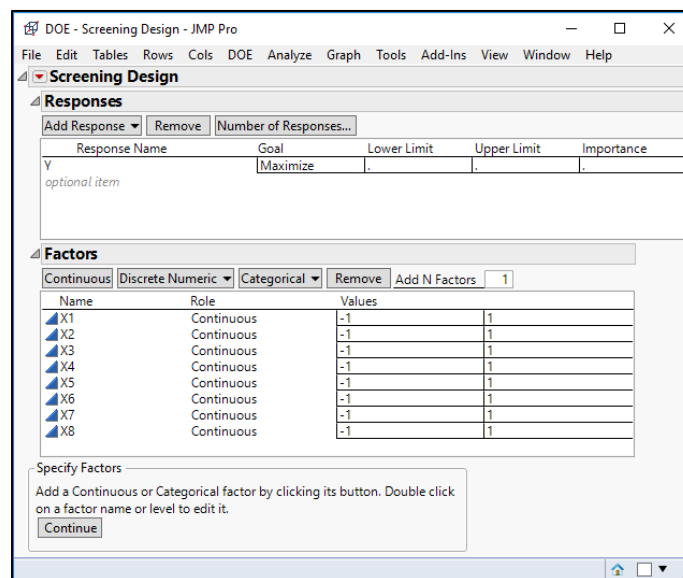 DOE - Screening Design - JMP Pro
File Edit Tables Rows Cols DOE Analyze Graph Tools Add-Ins View Window Help
Screening Design
Responses
Add Response Remove Number of Responses...
Response Name Goal Lower Limit Upper Limit Importance
Y Maximize . . .
optional item
Factors
Continuous Discrete Numeric Categorical Remove Add N Factors 1
Name Role Values
X1 Continuous -1 1
X2 Continuous -1 1
X3 Continuous -1 1
X4 Continuous -1 1
X5 Continuous -1 1
X6 Continuous -1 1
X7 Continuous -1 1
X8 Continuous -1 1
Specify Factors
Add a Continuous or Categorical factor by clicking its button. Double click
on a factor name or level to edit it.
Continue